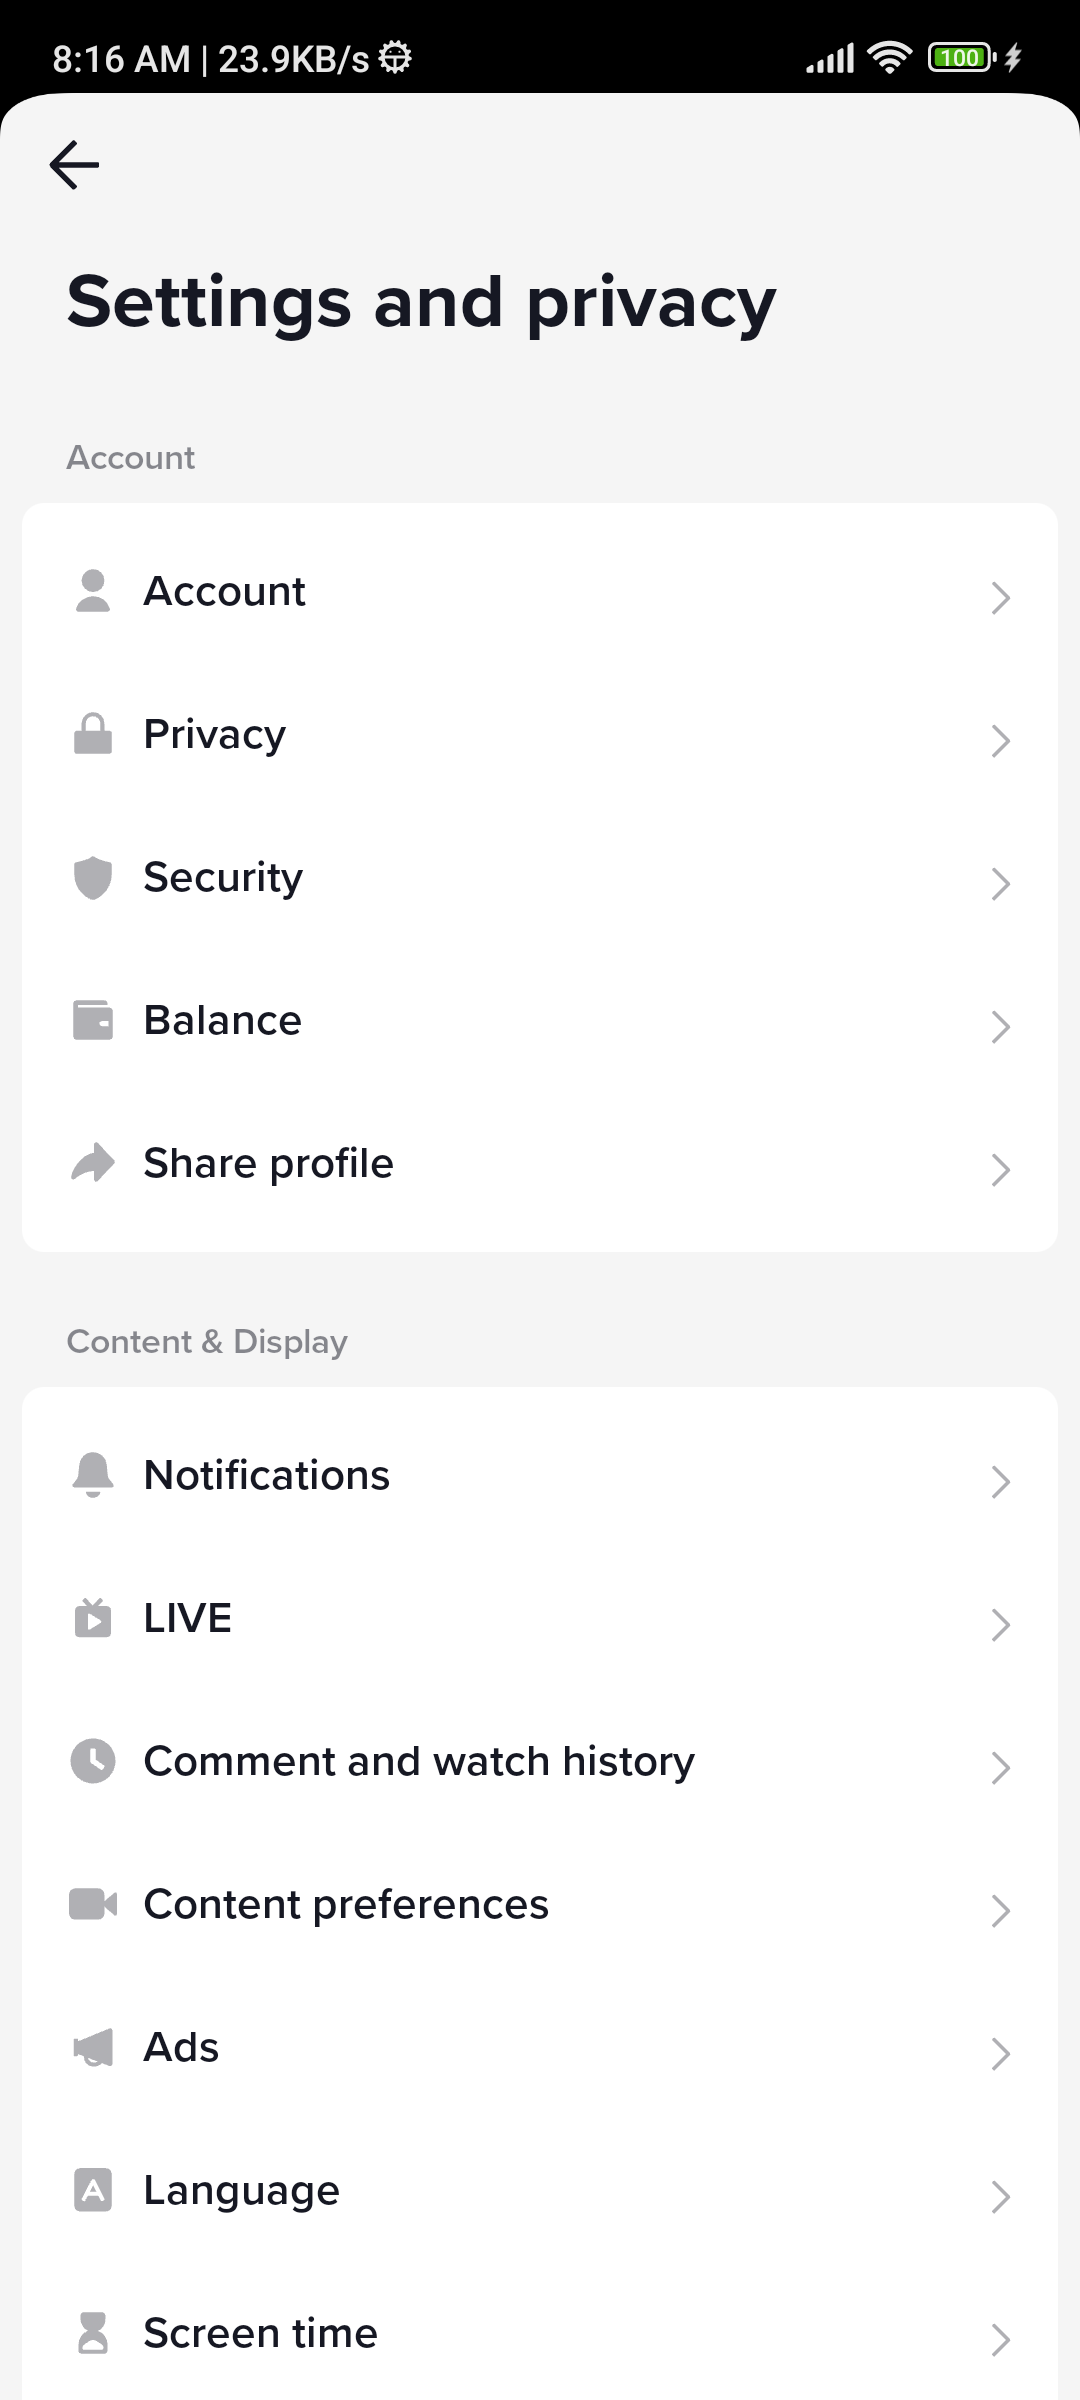 8:16 AM | 23.9KB/s
100
Settings and privacy
Account
Account
Privacy
Security
Balance
Share profile
Content & Display
Notifications
LIVE
Comment and watch history
Content preferences
Ads
Language
Screen time